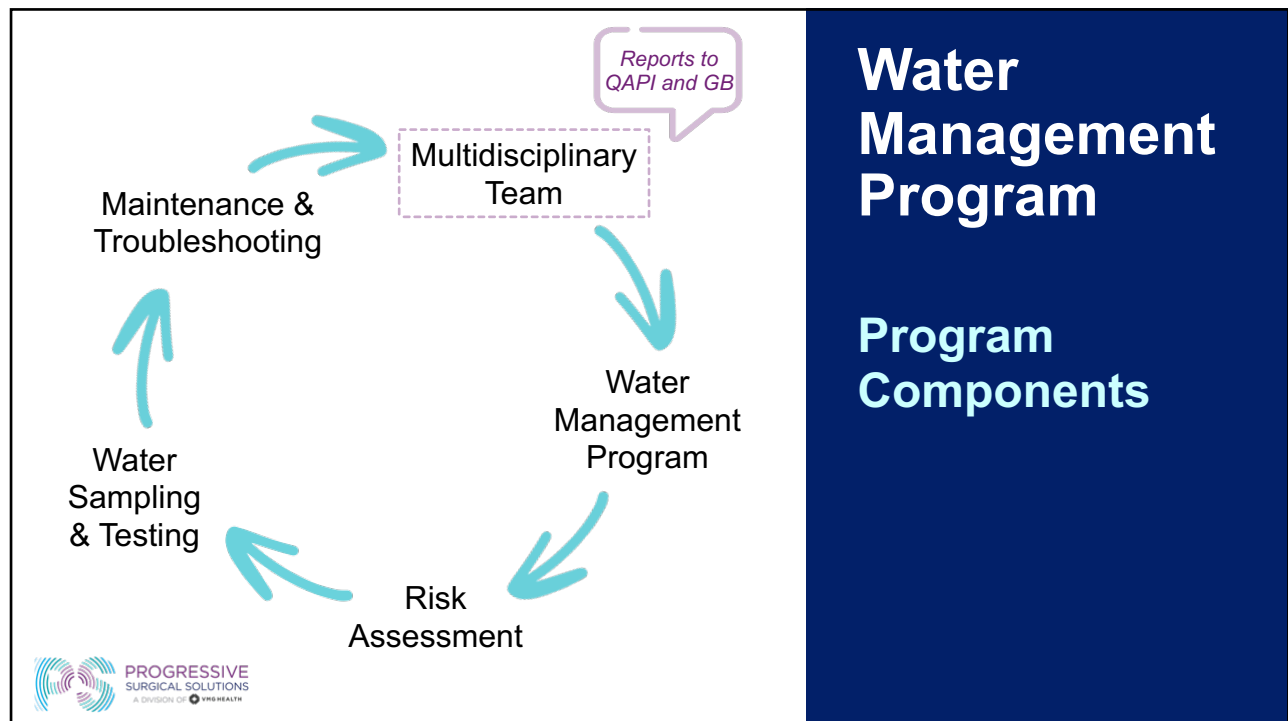 Reports to
QAPI and GB
Multidisciplinary
Team
Maintenance &
Troubleshooting
Water
Management
Program
Water
Sampling
& Testing
Risk
Assessment
PROGRESSIVE
SURGICAL SOLUTIONS
A DIVISION OF VMG HEALTH
Water
Management
Program
Program
Components